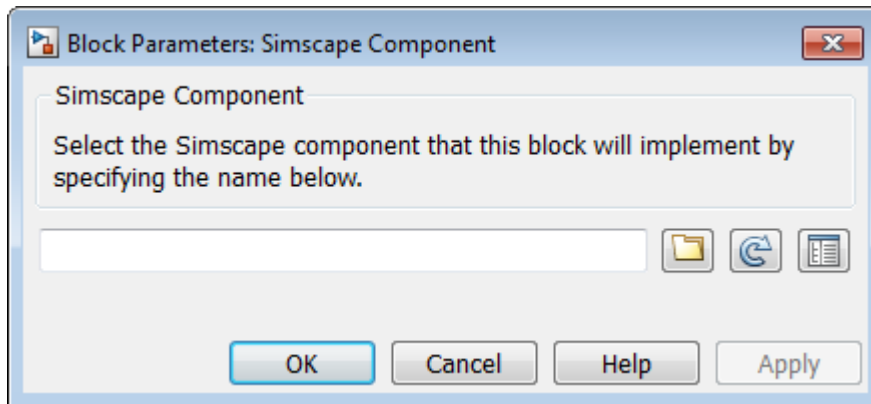 Block Parameters: Simscape Component
Simscape Component
Select the Simscape component that this block will implement by
specifying the name below.
OK Cancel Help Apply